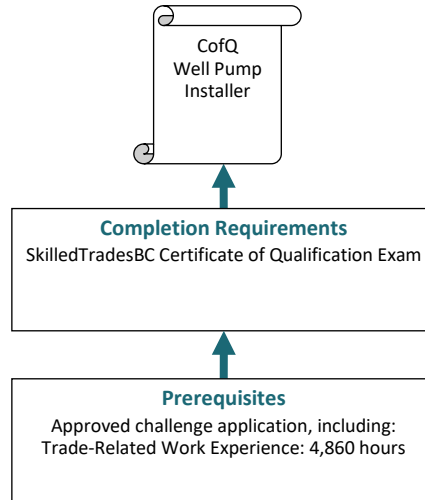 CofQ
Well Pump
Installer
Completion Requirements
SkilledTradesBC Certificate of Qualification Exam
Prerequisites
Approved challenge application, including:
Trade-Related Work Experience: 4,860 hours